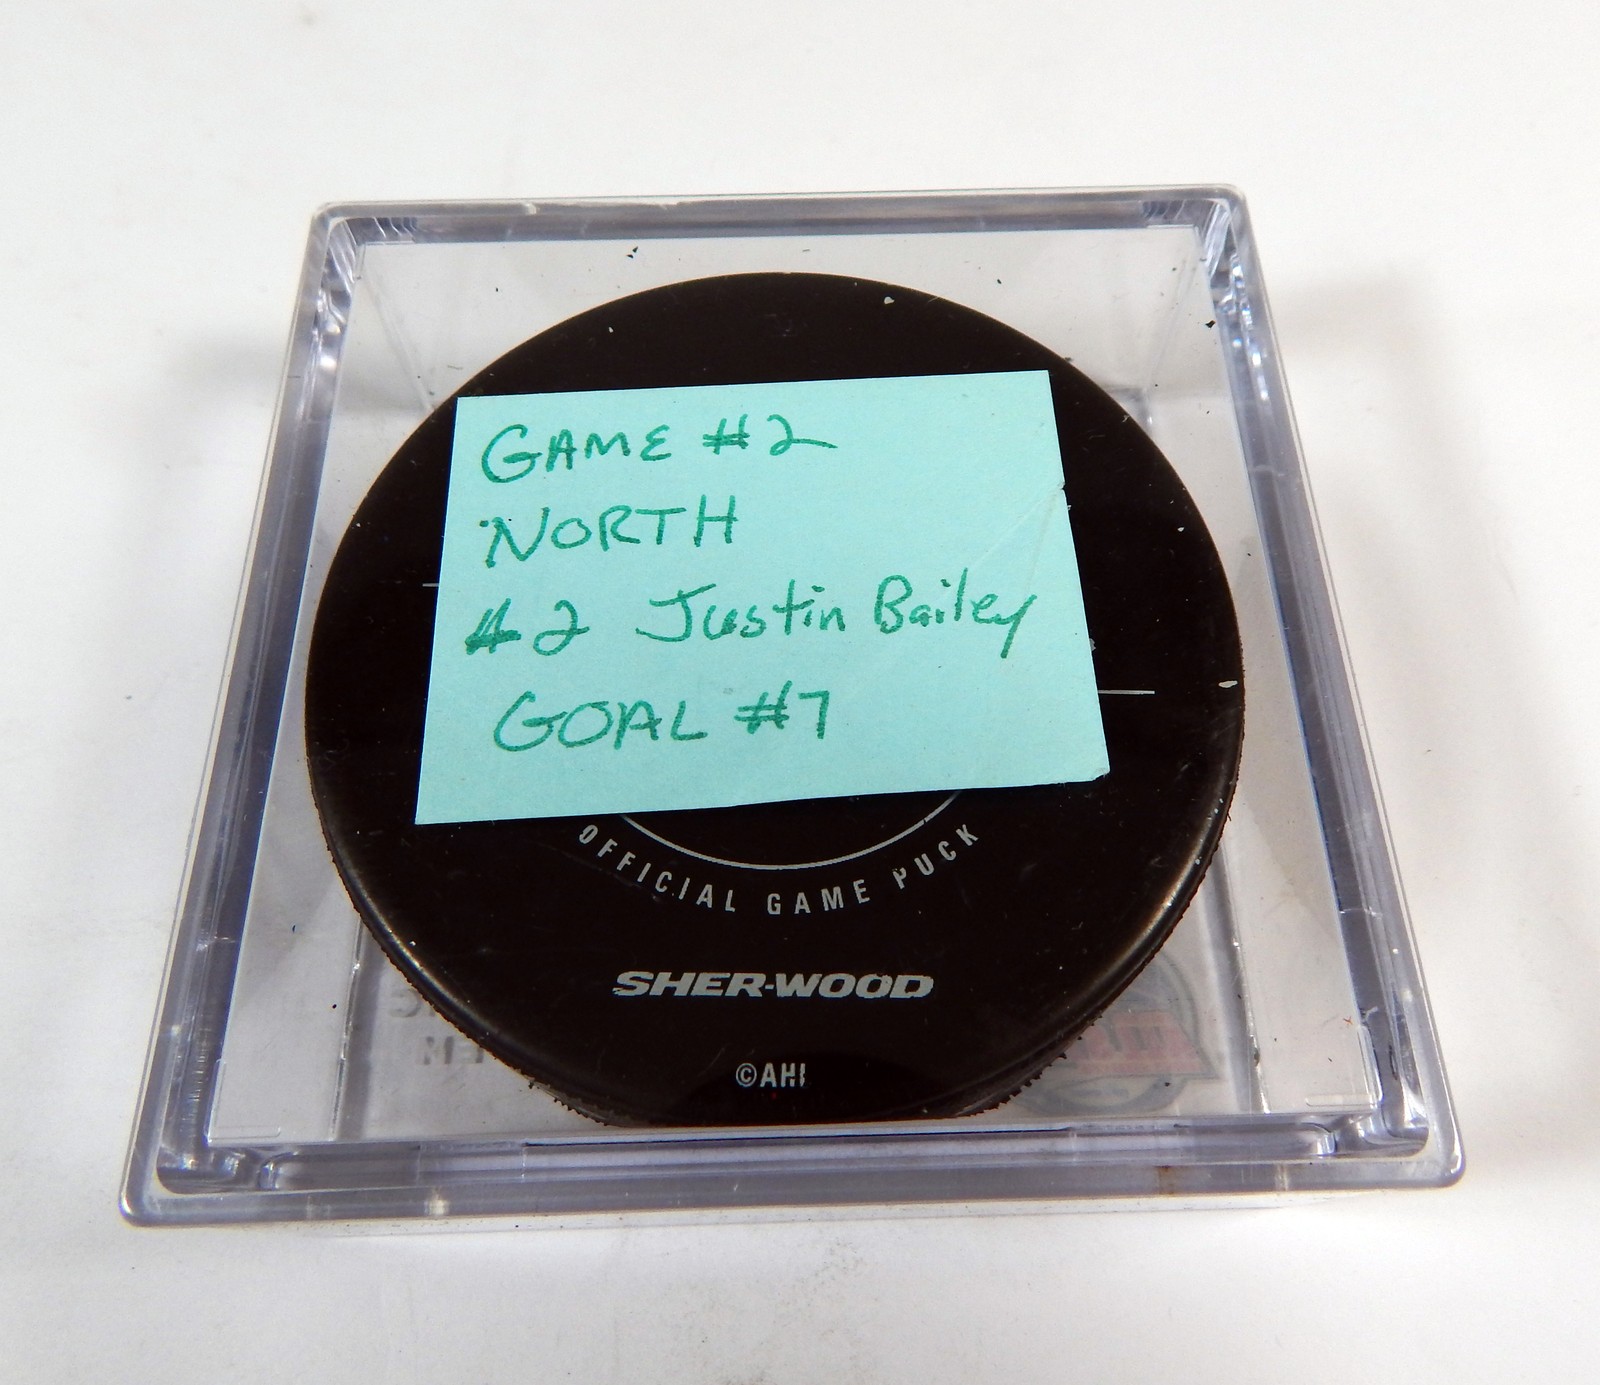 GAME #2
NORTH
#2 Justin Bailey
GOAL #7
OFFICIAL GAME PUCK
SHER-WOOD
©AHL